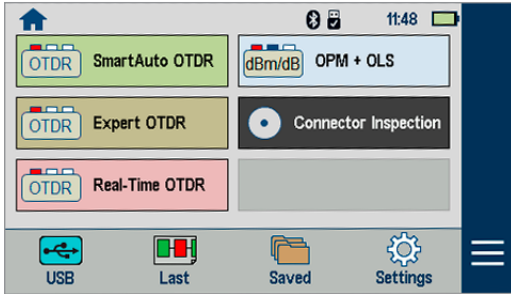 11:48
OTDR SmartAuto OTDR
dBm/dB OPM + OLS
OTDR Expert OTDR
Connector Inspection
OTDR Real-Time OTDR
USB
Last
Saved
Settings